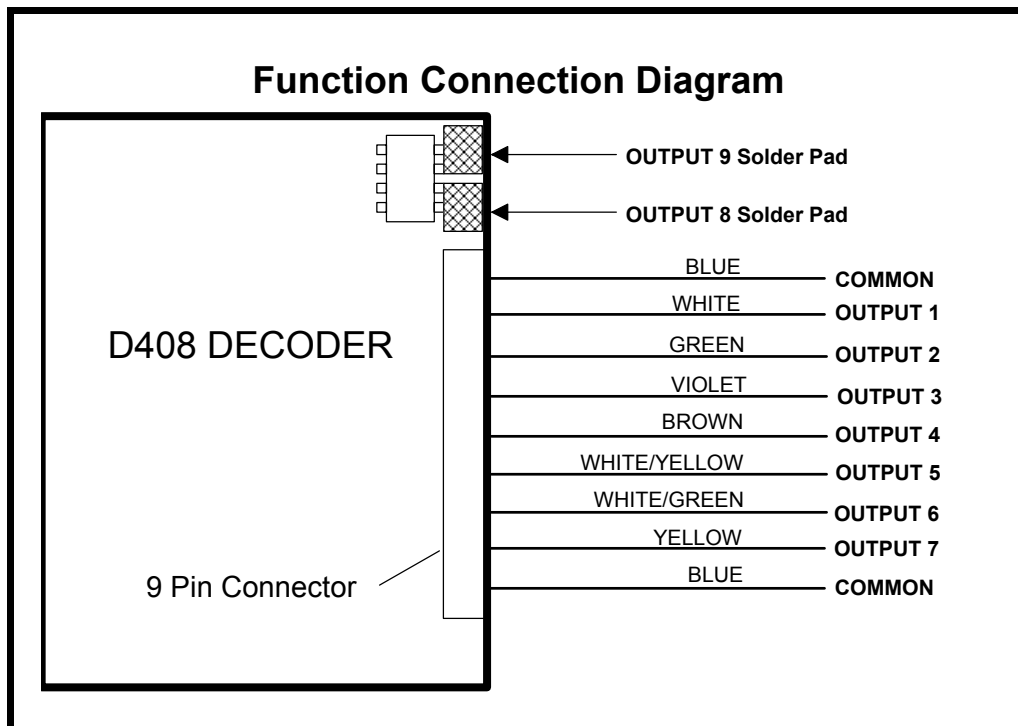 Function Connection Diagram
OUTPUT 9 Solder Pad
OUTPUT 8 Solder Pad
BLUE COMMON
WHITE OUTPUT 1
D408 DECODER
GREEN OUTPUT 2
VIOLET OUTPUT 3
BROWN OUTPUT 4
WHITE/YELLOW OUTPUT 5
WHITE/GREEN OUTPUT 6
YELLOW OUTPUT 7
9 Pin Connector
BLUE COMMON